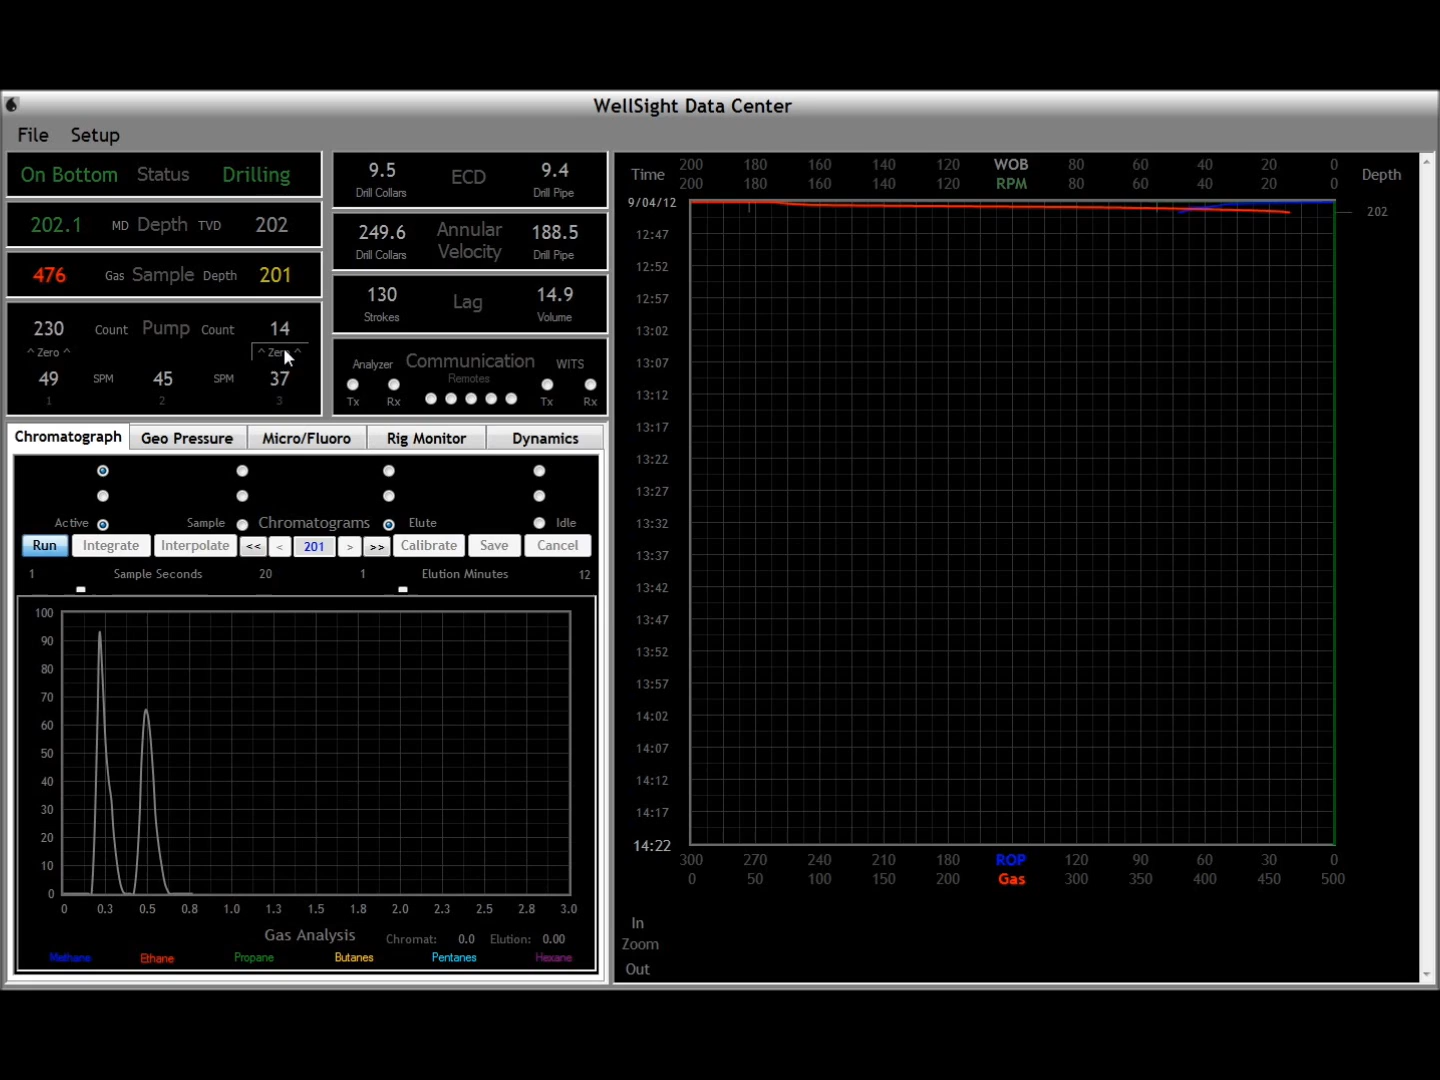 WellSight Data Center
File Setup
On Bottom Status Drilling
202.1 MD Depth TVD 202
476 Gas Sample Depth 201
230 Count Pump Count 14
^ Zero ^ ^ Zero ^
49 SPM 45 SPM 37
1 2 3
9.5 ECD 9.4
Drill Collars Drill Pipe
249.6 Annular Velocity 188.5
Drill Collars Drill Pipe
130 Lag 14.9
Strokes Volume
Analyzer Communication WITS
Remotes
Tx Rx Tx Rx
Chromatograph Geo Pressure Micro/Fluoro Rig Monitor Dynamics
Active Sample Chromatograms Elute Idle
Run Integrate Interpolate << < 201 > >> Calibrate Save Cancel
1 Sample Seconds 20 1 Elution Minutes 12
100
90
80
70
60
50
40
30
20
10
0
0 0.3 0.5 0.8 1.0 1.3 1.5 1.8 2.0 2.3 2.5 2.8 3.0
Gas Analysis Chromat: 0.0 Elution: 0.00
Methane Ethane Propane Butanes Pentanes Hexane
200 180 160 140 120 WOB 80 60 40 20 0
Time Depth
200 180 160 140 120 RPM 80 60 40 20 0
9/04/12 202
12:47
12:52
12:57
13:02
13:07
13:12
13:17
13:22
13:27
13:32
13:37
13:42
13:47
13:52
13:57
14:02
14:07
14:12
14:17
14:22
300 270 240 210 180 ROP 120 90 60 30 0
0 50 100 150 200 Gas 300 350 400 450 500
In
Zoom
Out